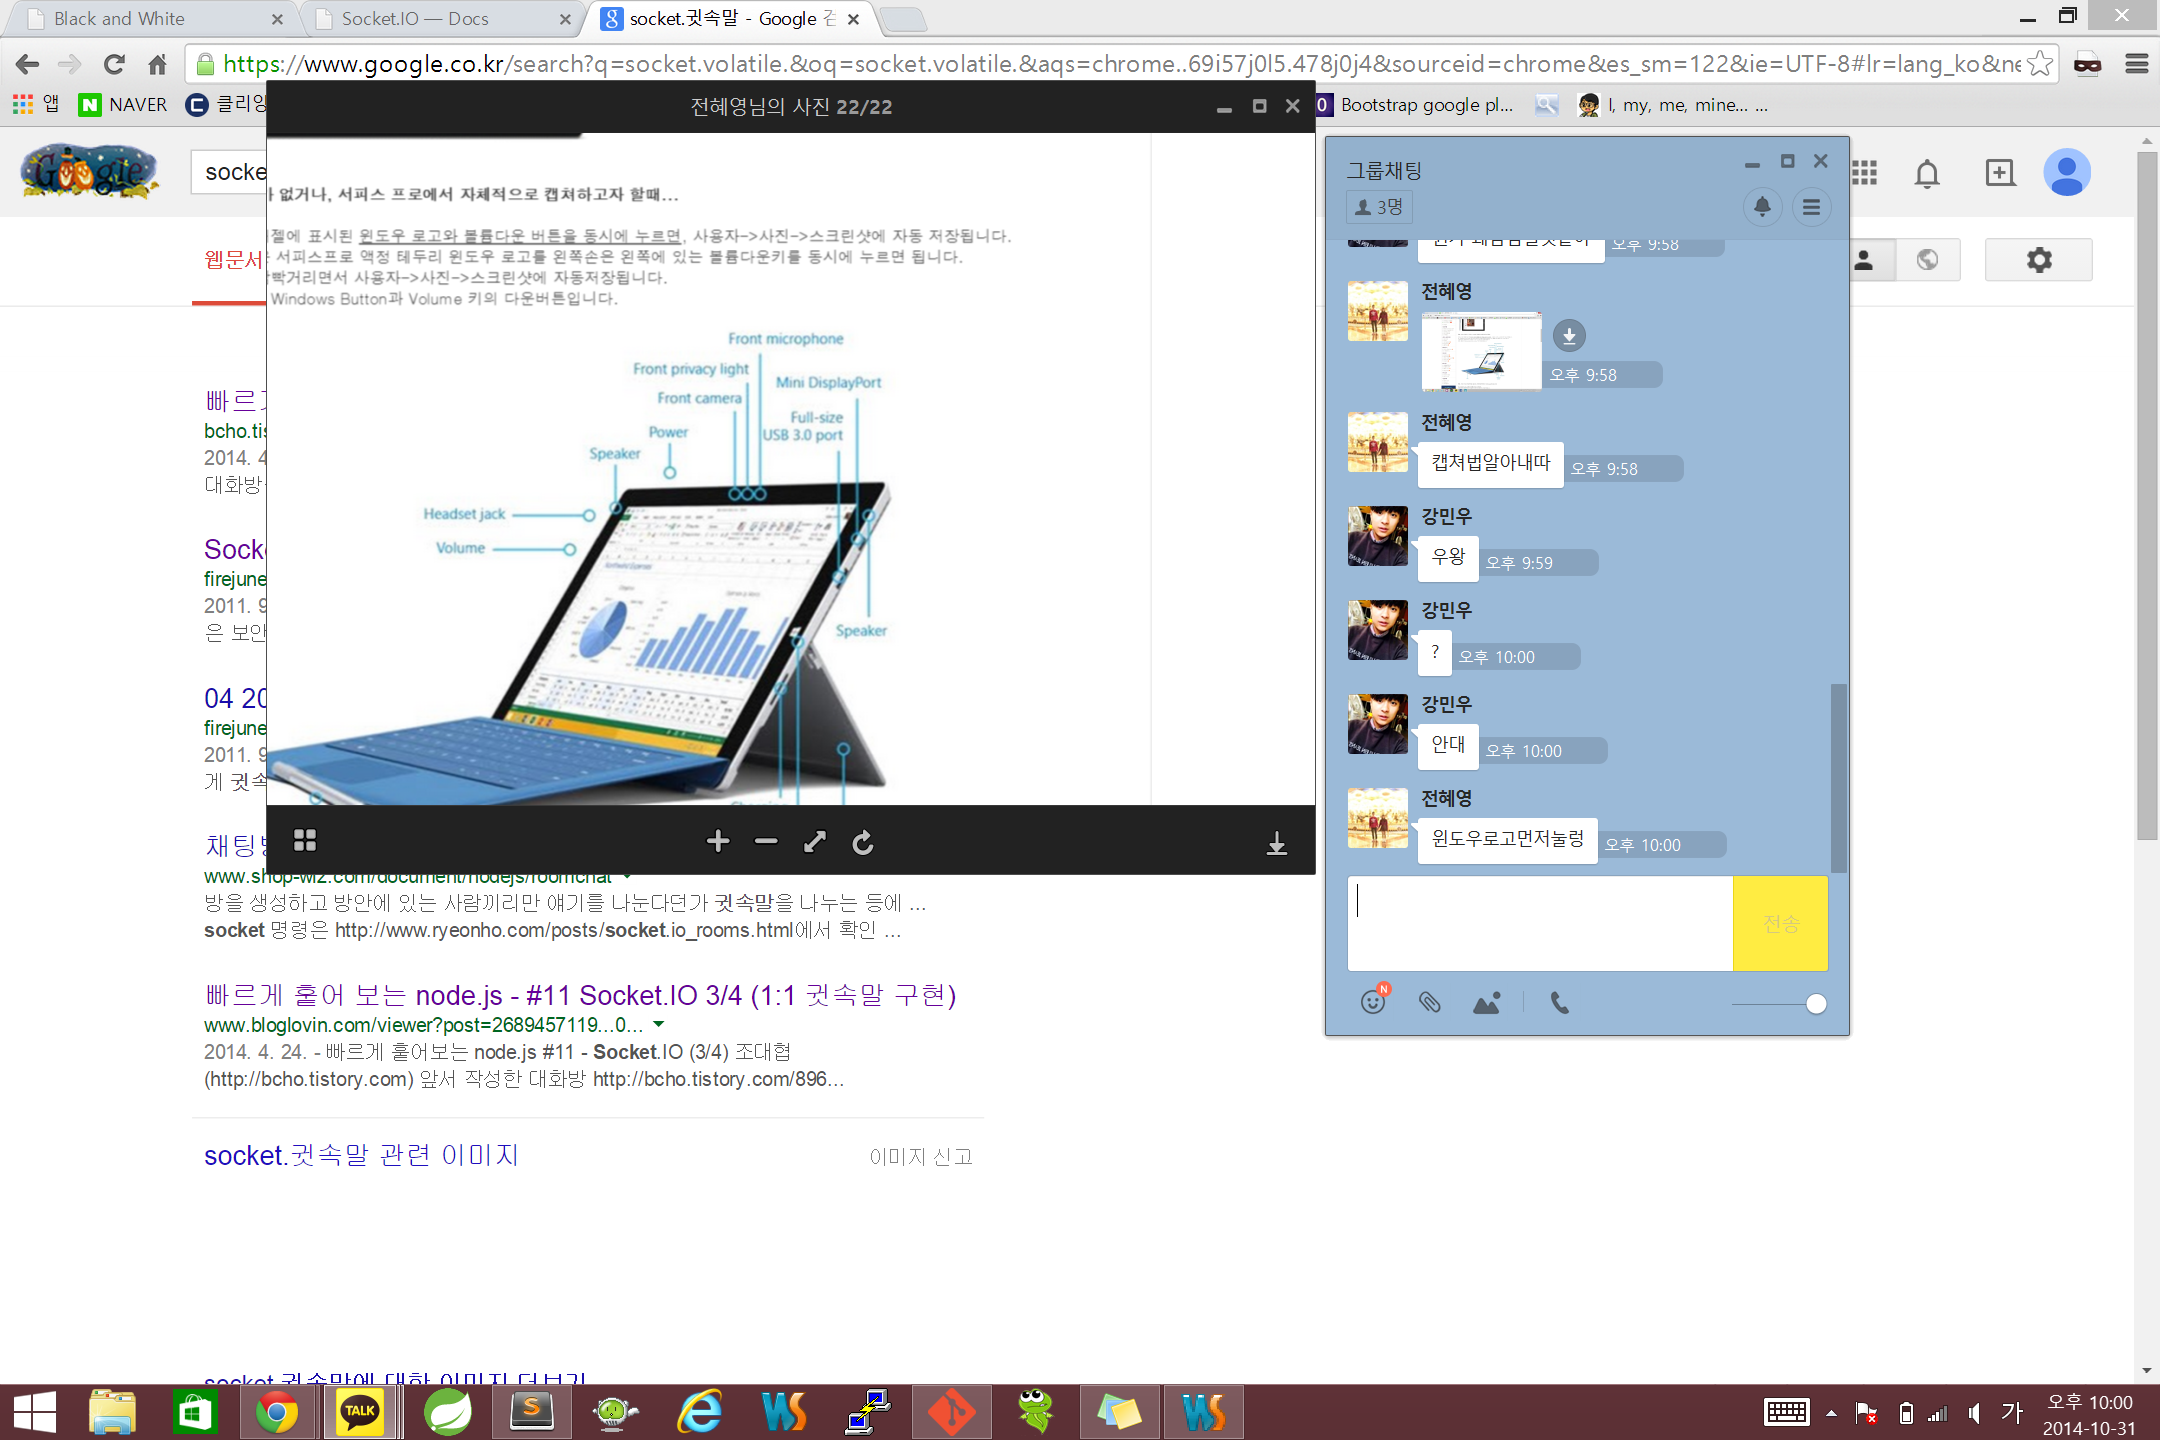 Black and White
Socket.IO — Docs
socket.귓속말 - Google 검
https://www.google.co.kr/search?q=socket.volatile.&oq=socket.volatile.&aqs=chrome..69i57j0l5.478j0j4&sourceid=chrome&es_sm=122&ie=UTF-8#lr=lang_ko&ne
앱
NAVER
클리앙
Bootstrap google pl...
I, my, me, mine... ...
전혜영님의 사진 22/22
Google
socke
없거나, 서피스 프로에서 자체적으로 캡쳐하고자 할때...
젤에 표시된 윈도우 로고와 볼륨다운 버튼을 동시에 누르면, 사용자->사진->스크린샷에 자동 저장됩니다.
서피스프로 액정 테두리 윈도우 로고를 왼쪽손은 왼쪽에 있는 볼륨다운키를 동시에 누르면 됩니다.
빡거리면서 사용자->사진->스크린샷에 자동저장됩니다.
Windows Button과 Volume 키의 다운버튼입니다.
Front microphone
Front privacy light
Mini DisplayPort
Front camera
Full-size
USB 3.0 port
Power
Speaker
Headset jack
Volume
Speaker
웹문서
빠르게
bcho.tis
2014. 4
대화방
Socke
firejune
2011. 9
은 보안
04 20
firejune
2011. 9
게 귓속
채팅방
www.shop-wiz.com/document/nodejs/roomchat
방을 생성하고 방안에 있는 사람끼리만 얘기를 나눈다던가 귓속말을 나누는 등에 ...
socket 명령은 http://www.ryeonho.com/posts/socket.io_rooms.html에서 확인 ...
빠르게 훑어 보는 node.js - #11 Socket.IO 3/4 (1:1 귓속말 구현)
www.bloglovin.com/viewer?post=2689457119...0...
2014. 4. 24. - 빠르게 훑어보는 node.js #11 - Socket.IO (3/4) 조대협
(http://bcho.tistory.com) 앞서 작성한 대화방 http://bcho.tistory.com/896...
socket.귓속말 관련 이미지
이미지 신고
socket.귓속말에 대한 이미지 더보기
그룹채팅
3명
오후 9:58
전혜영
오후 9:58
전혜영
캡쳐법알아내따
오후 9:58
강민우
우왕
오후 9:59
강민우
?
오후 10:00
강민우
안대
오후 10:00
전혜영
윈도우로고먼저눌렁
오후 10:00
전송
N
TALK
S
WS
WS
가
오후 10:00
2014-10-31